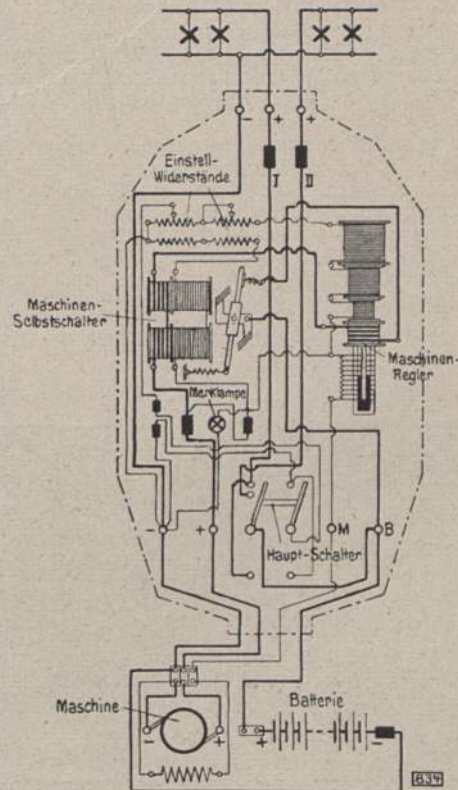 - + +
I II
Einstell-
Widerstände
Maschinen-
Selbstschalter
Maschinen-
Regler
Merklampe
- + M B
Haupt-Schalter
Maschine
- +
Batterie
+ -
834